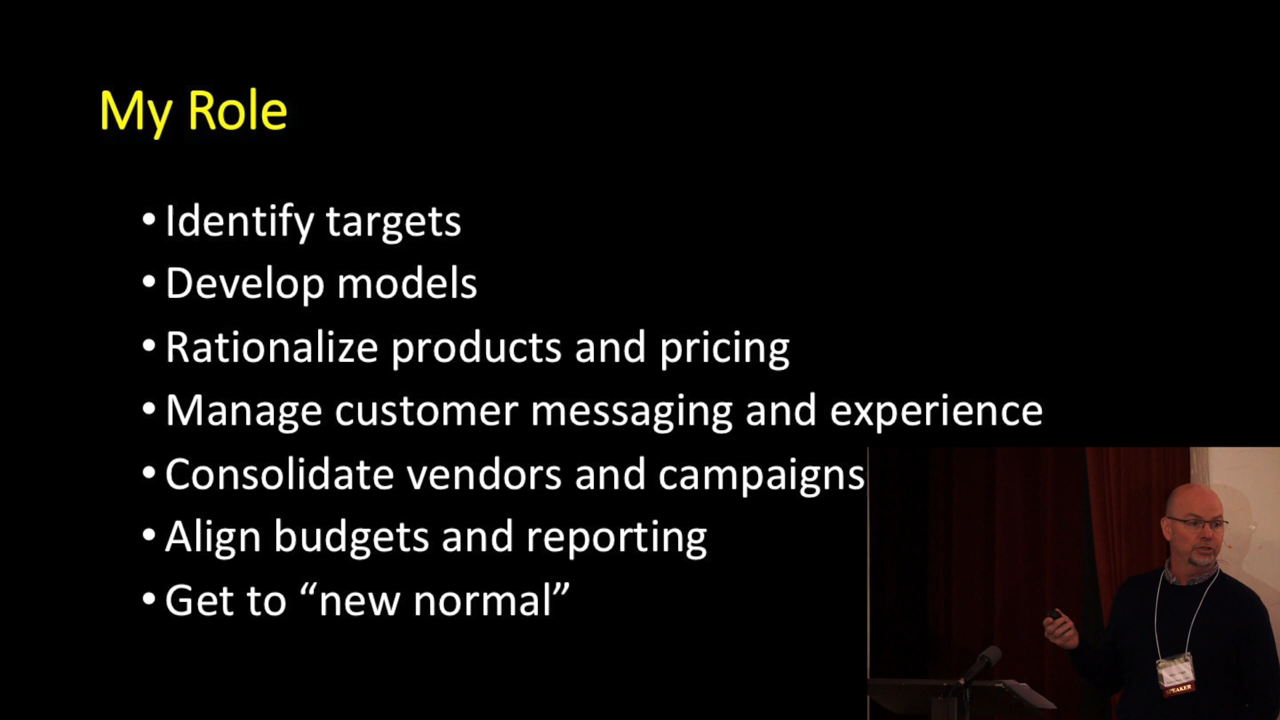 My Role
• Identify targets
• Develop models
• Rationalize products and pricing
• Manage customer messaging and experience
• Consolidate vendors and campaigns
• Align budgets and reporting
• Get to “new normal”
SPEAKER